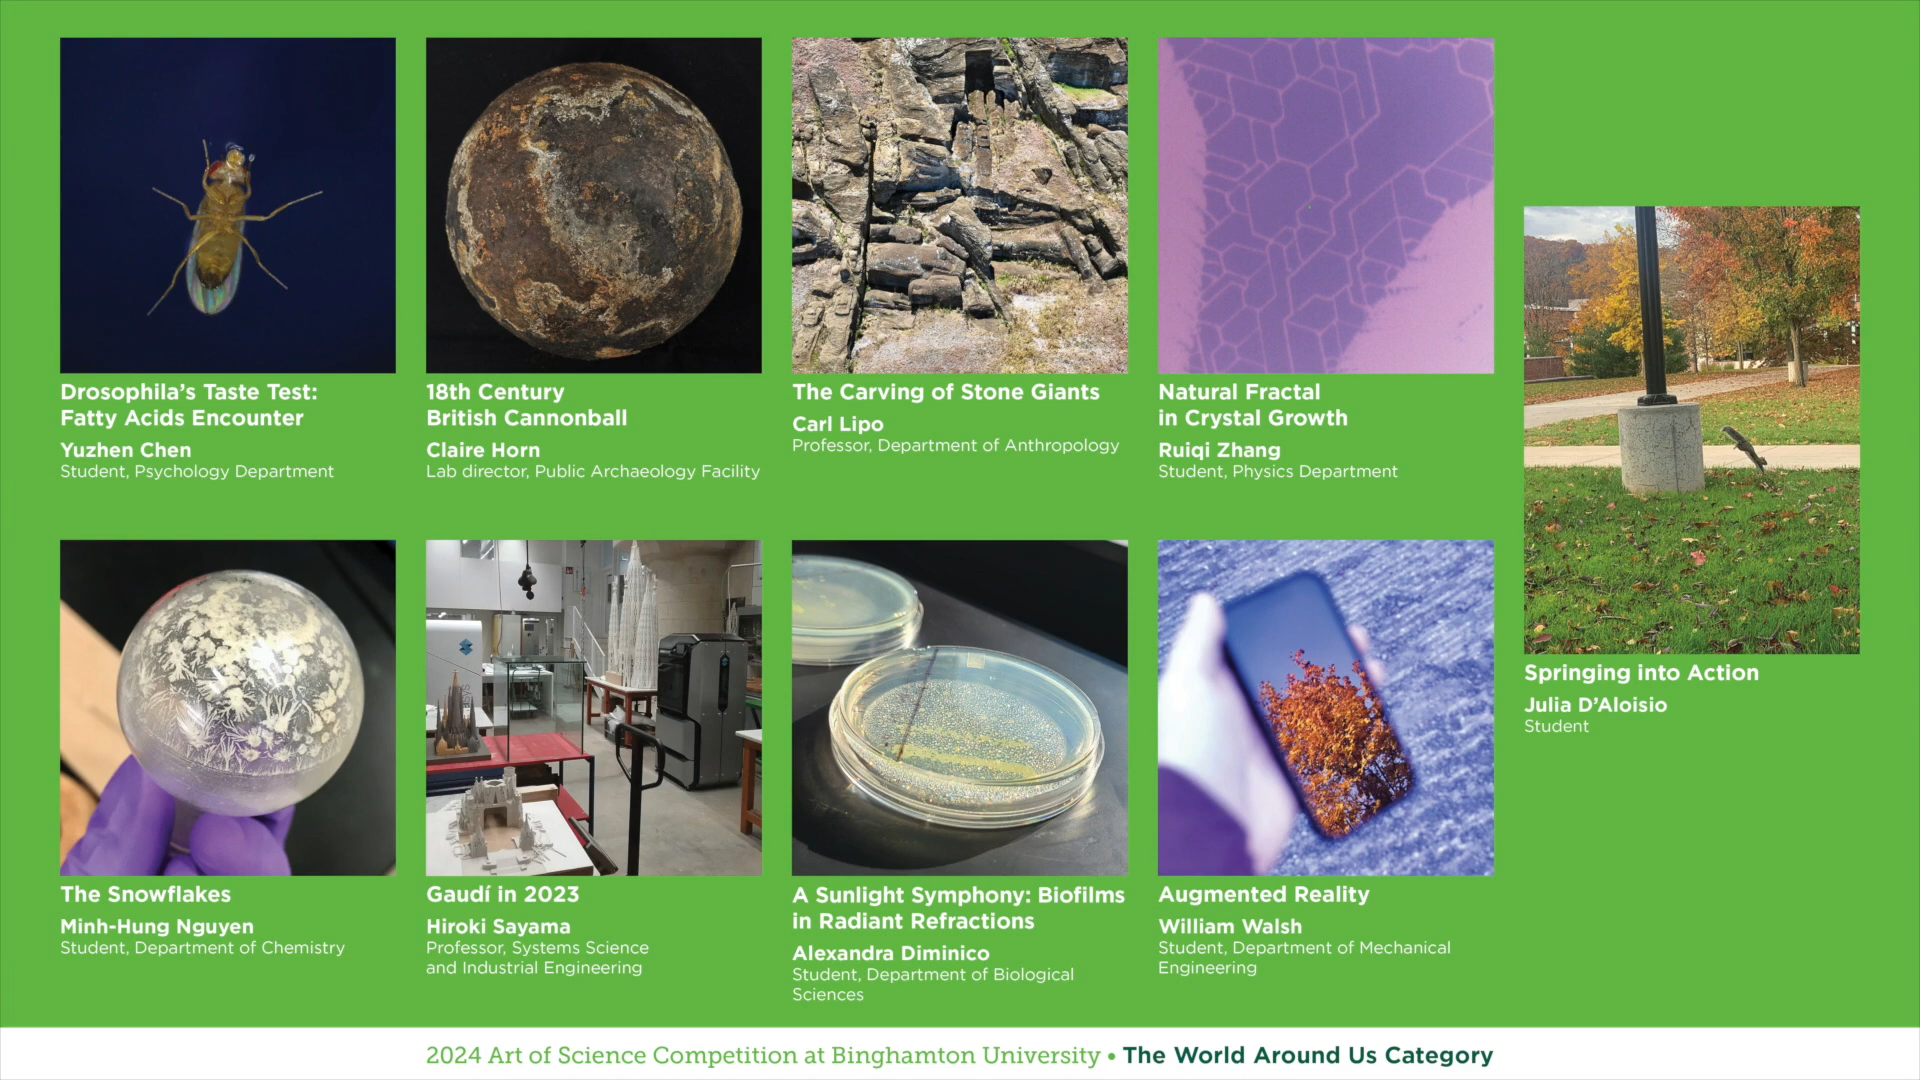 Drosophila’s Taste Test:
Fatty Acids Encounter
Yuzhen Chen
Student, Psychology Department
18th Century
British Cannonball
Claire Horn
Lab director, Public Archaeology Facility
The Carving of Stone Giants
Carl Lipo
Professor, Department of Anthropology
Natural Fractal
in Crystal Growth
Ruiqi Zhang
Student, Physics Department
Springing into Action
Julia D’Aloisio
Student
The Snowflakes
Minh-Hung Nguyen
Student, Department of Chemistry
Gaudí in 2023
Hiroki Sayama
Professor, Systems Science
and Industrial Engineering
A Sunlight Symphony: Biofilms
in Radiant Refractions
Alexandra Diminico
Student, Department of Biological
Sciences
Augmented Reality
William Walsh
Student, Department of Mechanical
Engineering
2024 Art of Science Competition at Binghamton University • The World Around Us Category